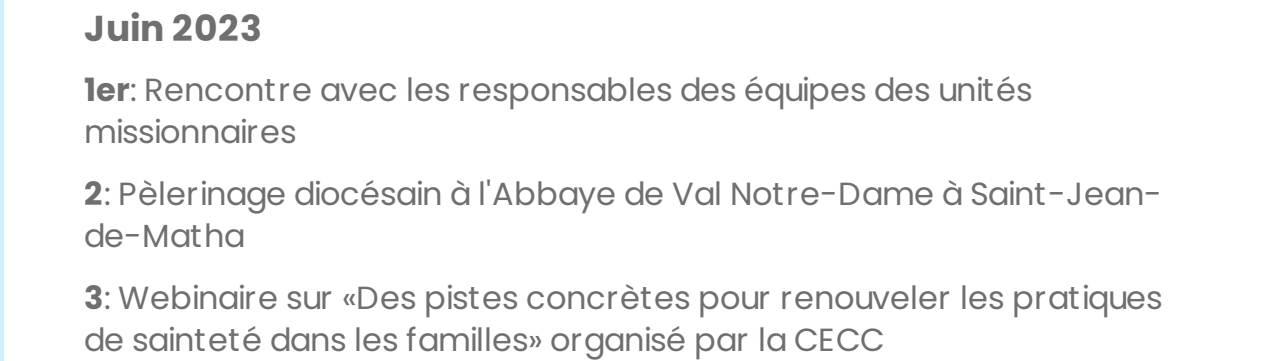 Juin 2023
1er: Rencontre avec les responsables des équipes des unités
missionnaires
2: Pèlerinage diocésain à l'Abbaye de Val Notre-Dame à Saint-Jean-
de-Matha
3: Webinaire sur «Des pistes concrètes pour renouveler les pratiques
de sainteté dans les familles» organisé par la CECC